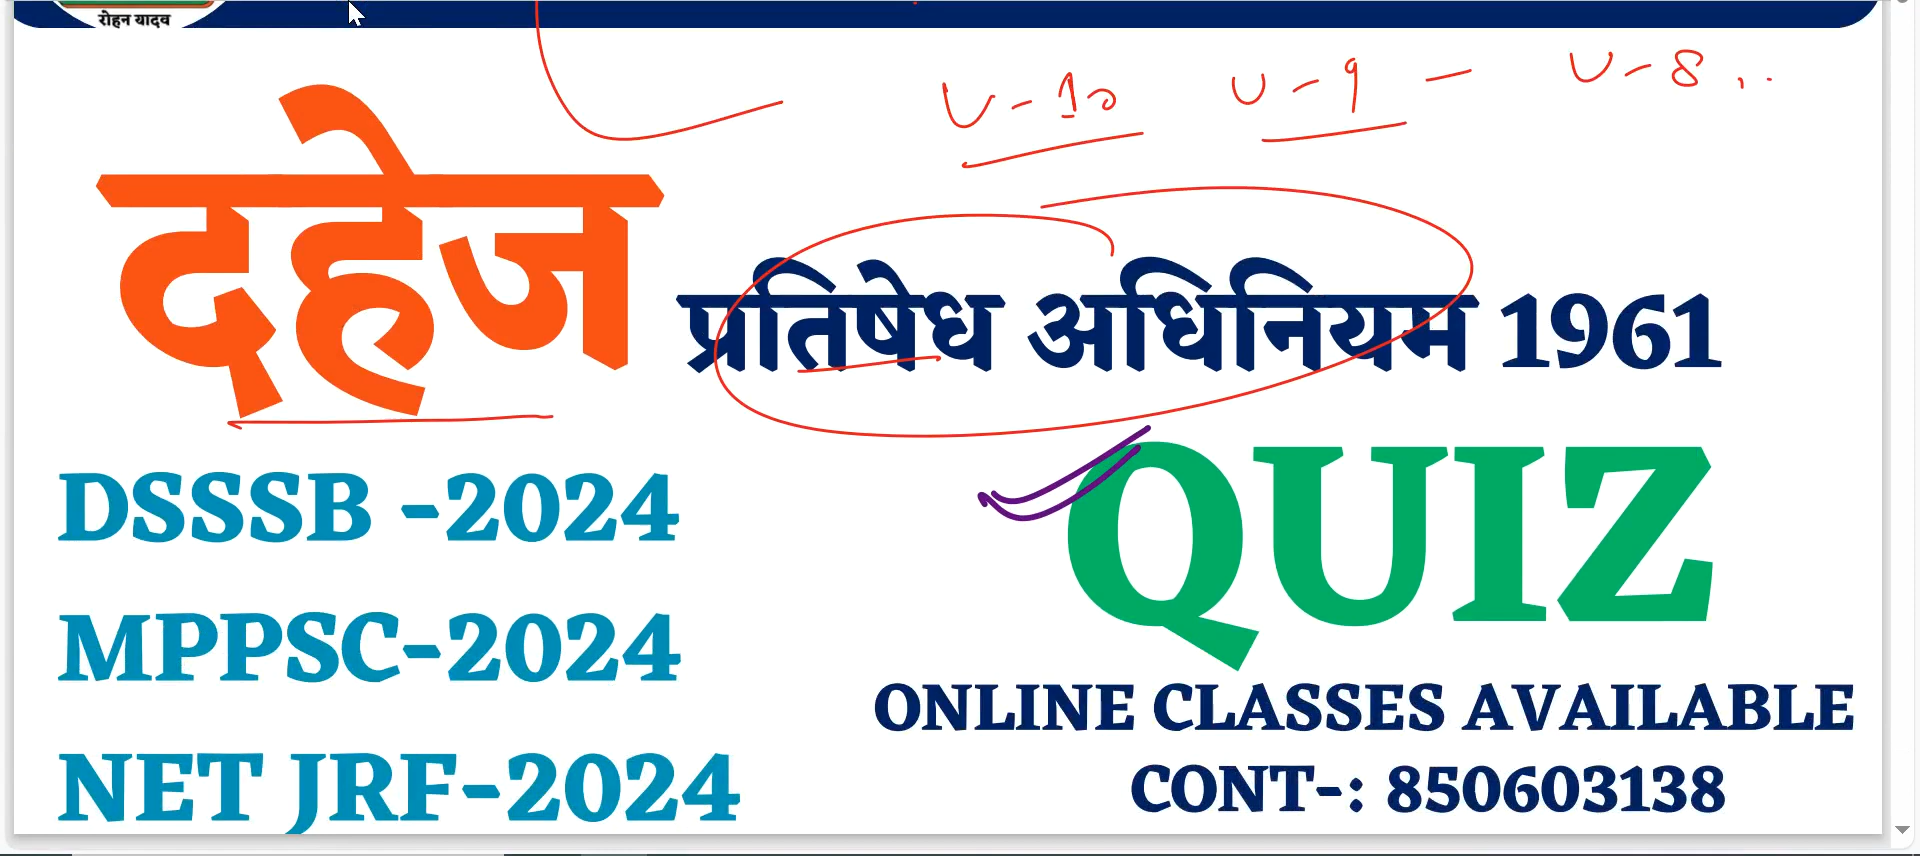 रोहन यादव
U-10 U-9 - U-8 ..
दहेज प्रतिषेध अधिनियम 1961
QUIZ
DSSSB -2024
MPPSC-2024
NET JRF-2024
ONLINE CLASSES AVAILABLE
CONT-: 850603138